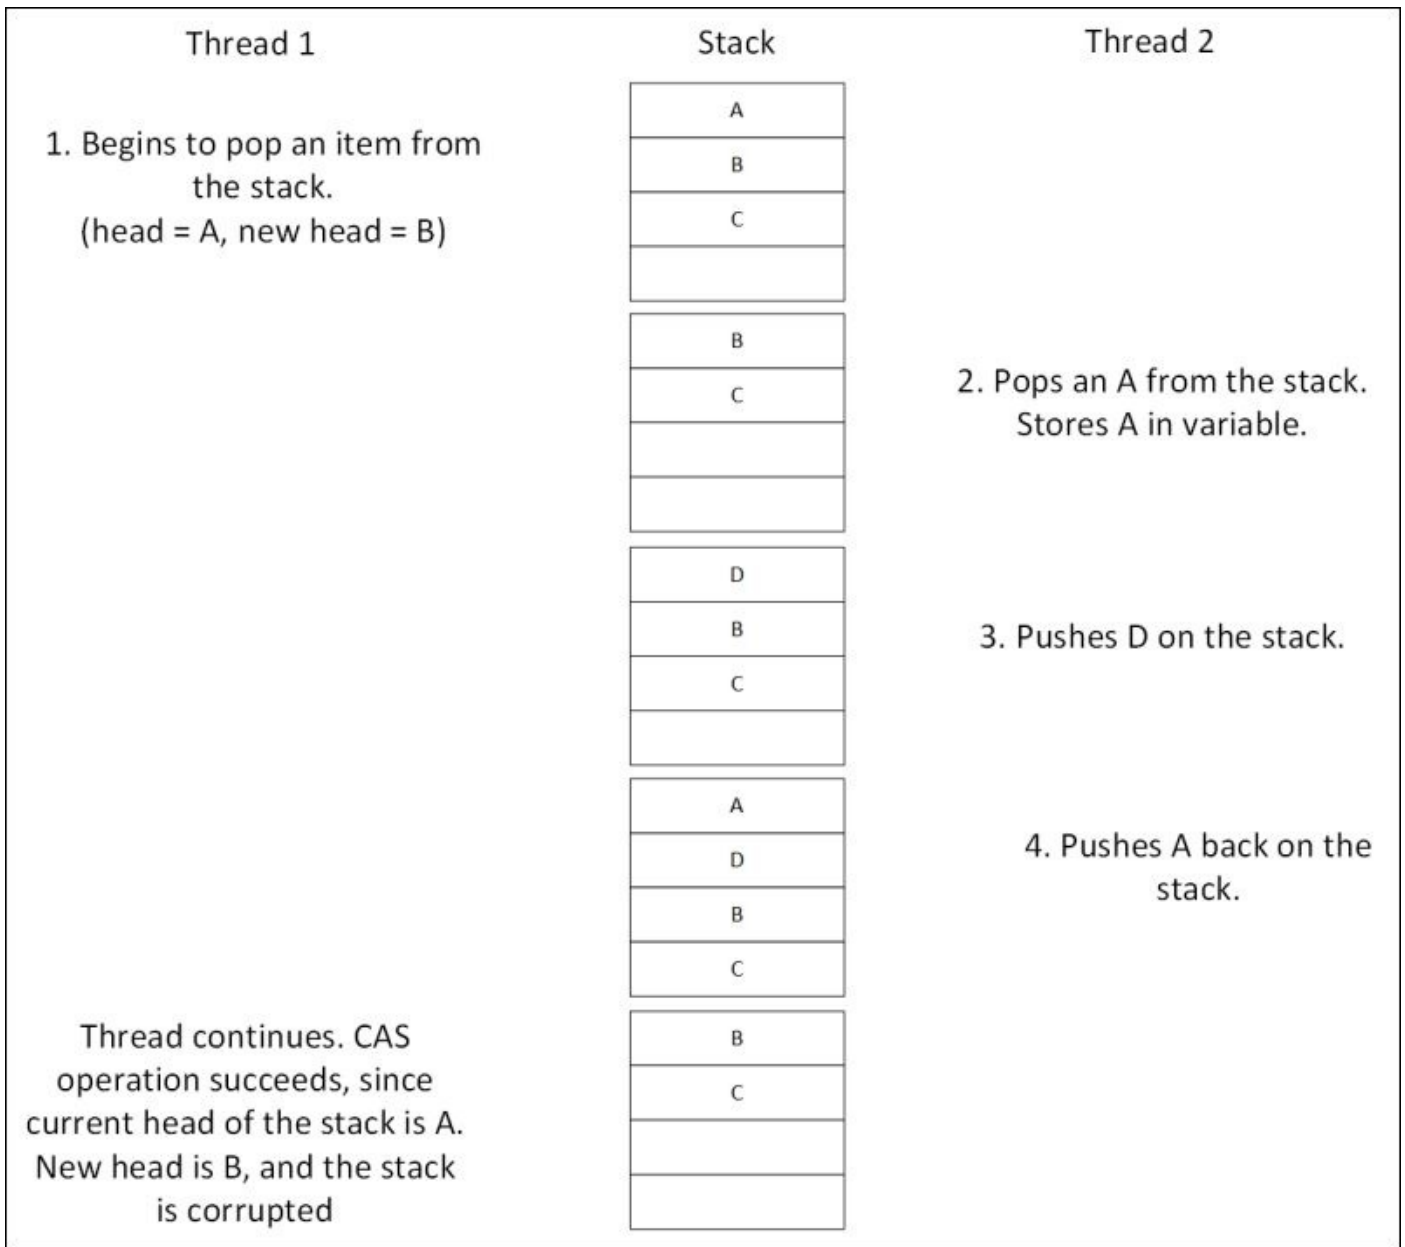 Thread 1
Stack
Thread 2
A
B
C
1. Begins to pop an item from
the stack.
(head = A, new head = B)
B
C
2. Pops an A from the stack.
Stores A in variable.
D
B
C
3. Pushes D on the stack.
A
D
B
C
4. Pushes A back on the
stack.
Thread continues. CAS
operation succeeds, since
current head of the stack is A.
New head is B, and the stack
is corrupted
B
C